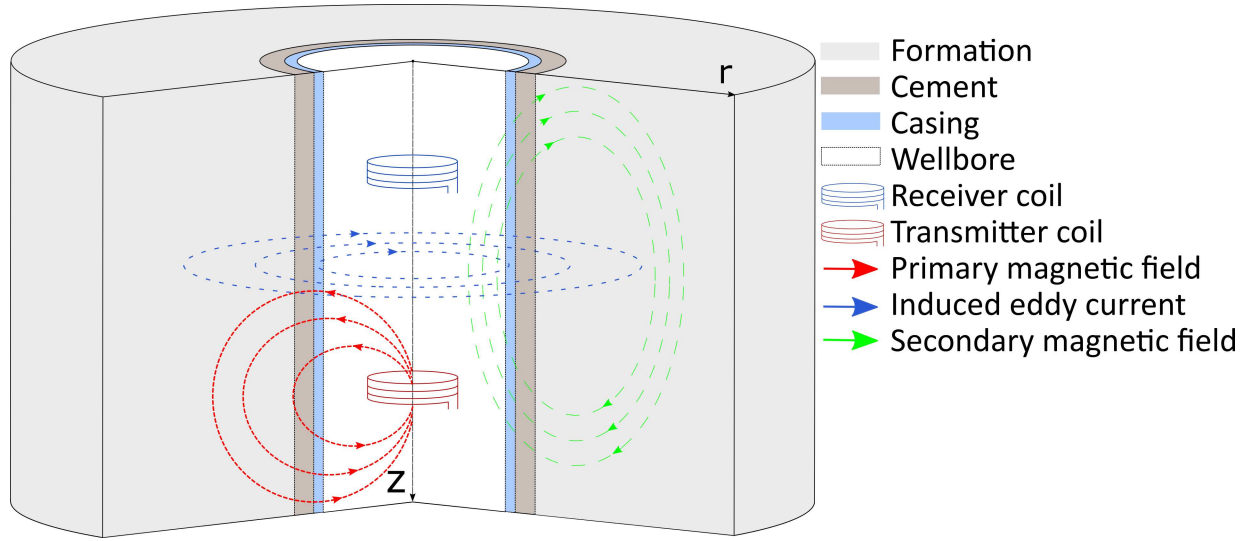 r
z
Formation
Cement
Casing
Wellbore
Receiver coil
Transmitter coil
Primary magnetic field
Induced eddy current
Secondary magnetic field